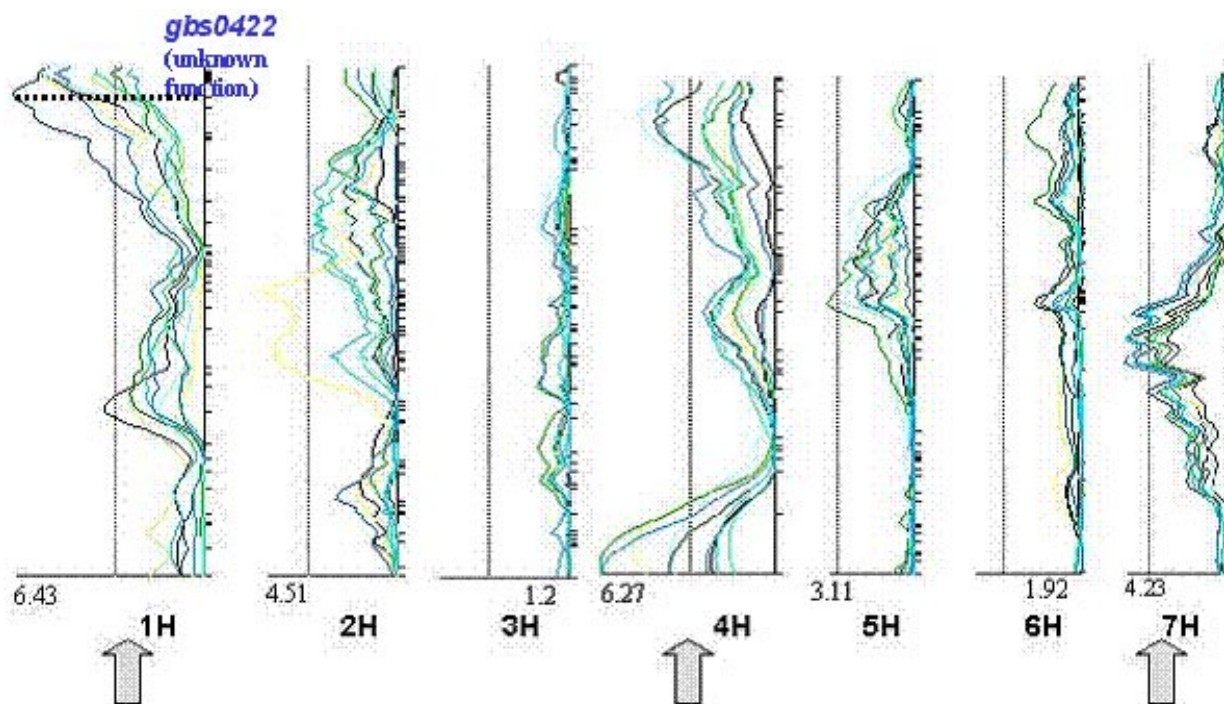 gbs0422
(unknown
function)
6.43
4.51
1.2
6.27
3.11
1.92
4.23
1H
2H
3H
4H
5H
6H
7H